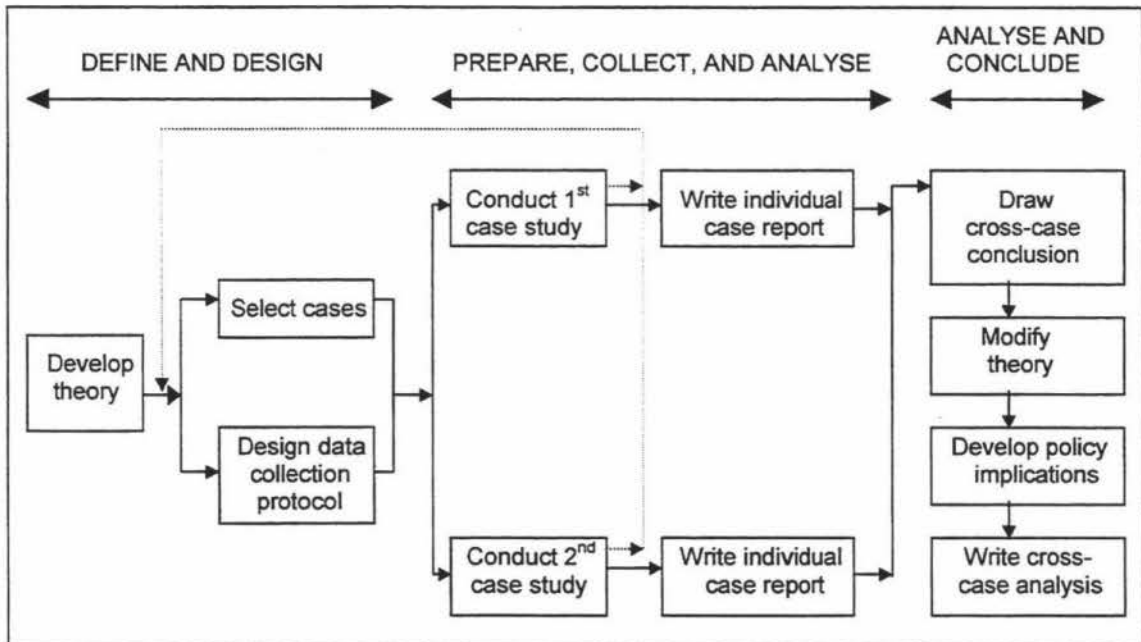 DEFINE AND DESIGN
PREPARE, COLLECT, AND ANALYSE
ANALYSE AND
CONCLUDE
Develop
theory
Select cases
Design data
collection
protocol
Conduct 1st
case study
Write individual
case report
Conduct 2nd
case study
Write individual
case report
Draw
cross-case
conclusion
Modify
theory
Develop policy
implications
Write cross-
case analysis